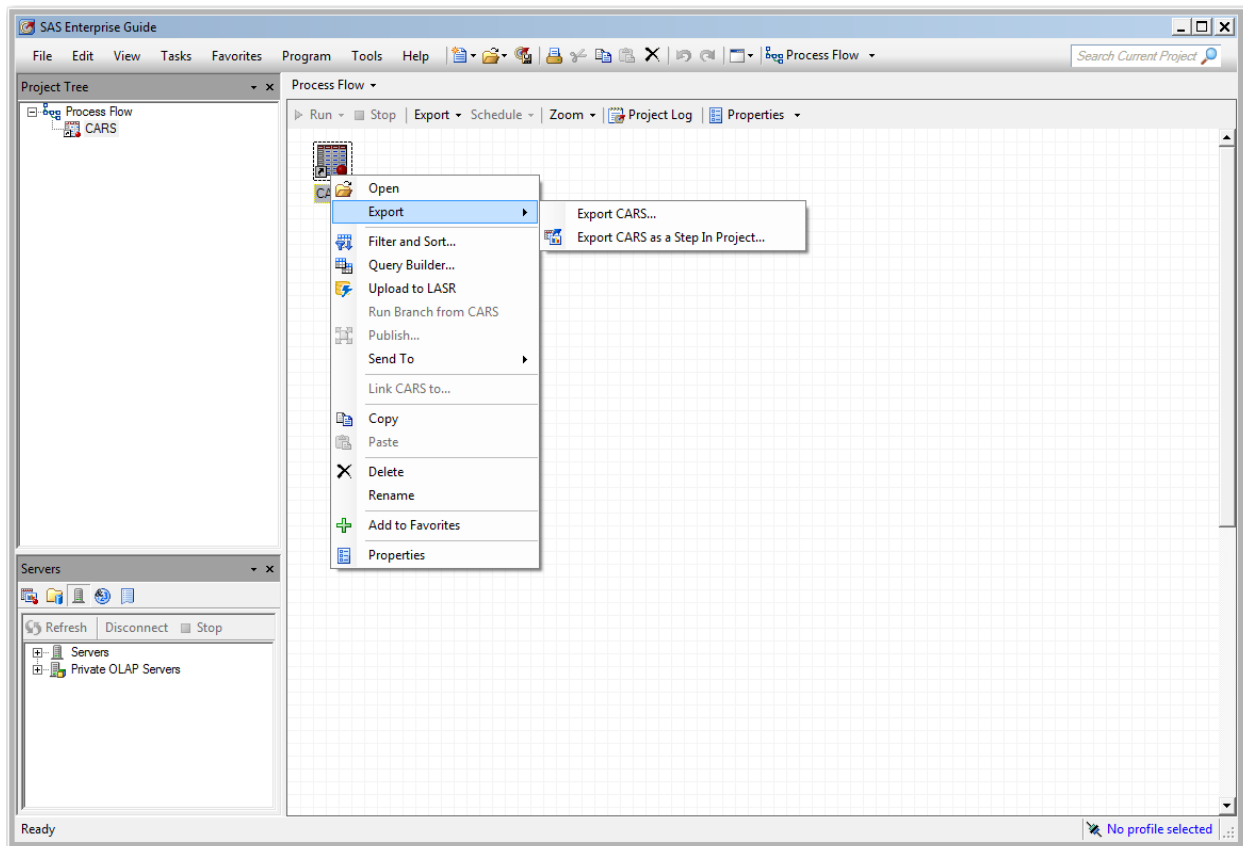 SAS Enterprise Guide
File Edit View Tasks Favorites Program Tools Help Process Flow Search Current Project
Project Tree
Process Flow
CARS
Process Flow
Run Stop Export Schedule Zoom Project Log Properties
CA
Open
Export
Export CARS...
Export CARS as a Step In Project...
Filter and Sort...
Query Builder...
Upload to LASR
Run Branch from CARS
Publish...
Send To
Link CARS to...
Copy
Paste
Delete
Rename
Add to Favorites
Properties
Servers
Refresh Disconnect Stop
Servers
Private OLAP Servers
Ready
No profile selected